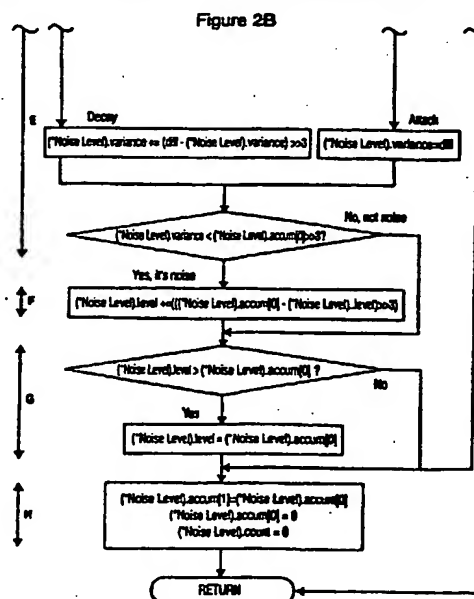 Figure 2B
E
Decay
Attack
(*Noise Level).variance += (diff - (*Noise Level).variance) >>3
(*Noise Level).variance=diff
(*Noise Level).variance < (*Noise Level).accum[0]>>3?
No, not noise
Yes, it's noise
F
(*Noise Level).level +=(((*Noise Level).accum[0] - (*Noise Level)..level)>>3)
G
(*Noise Level).level > (*Noise Level).accum[0] ?
No
Yes
(*Noise Level).level = (*Noise Level).accum[0]
H
(*Noise Level).accum[1]=(*Noise Level).accum[0]
(*Noise Level).accum[0] = 0
(*Noise Level).count = 0
RETURN